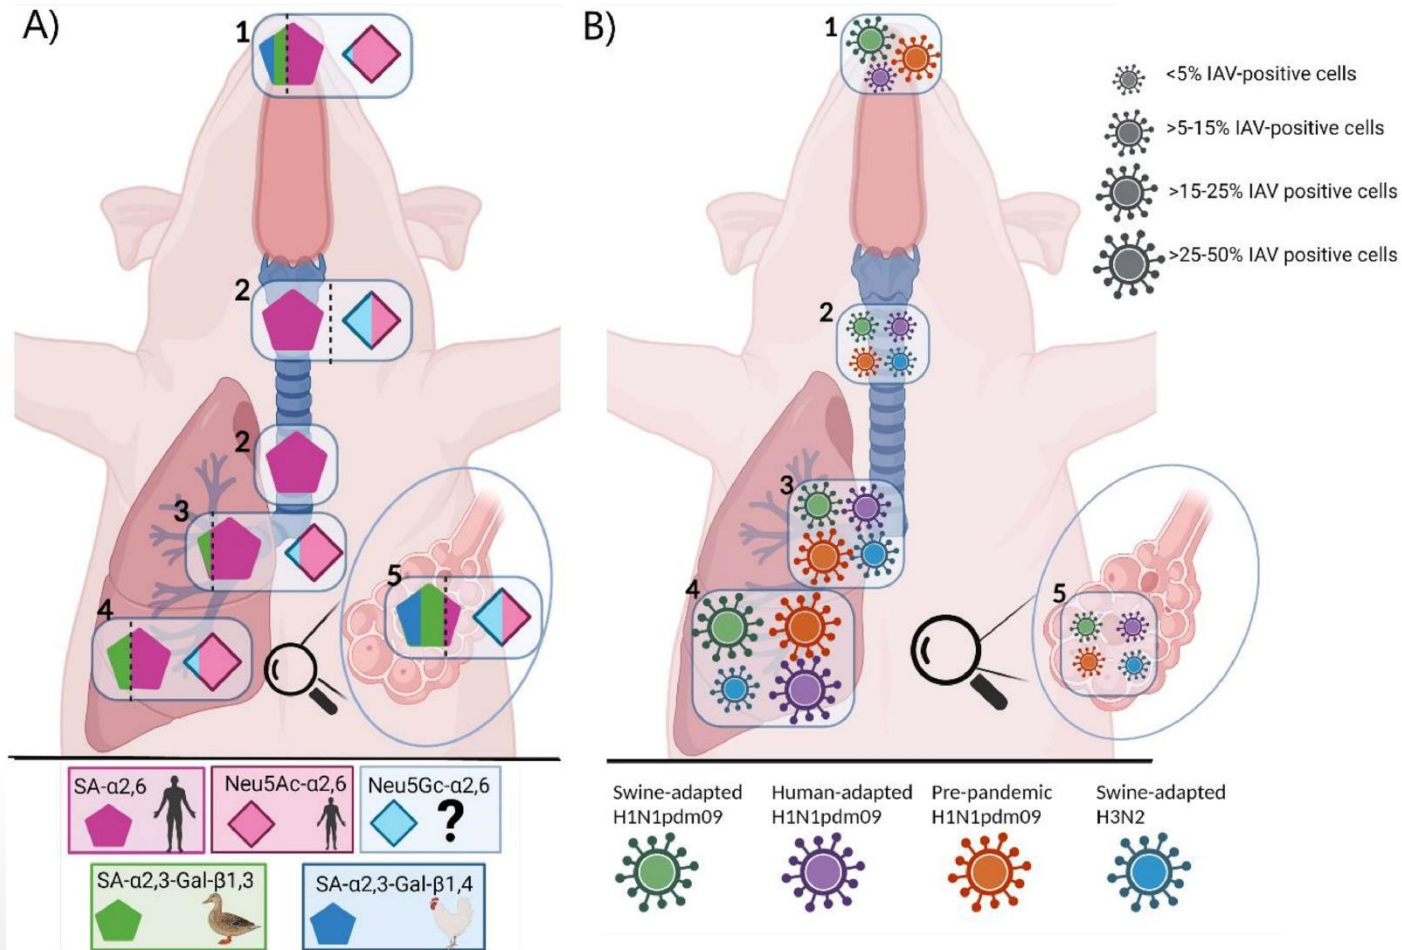 A)
1
2
2
3
4
5
SA-α2,6
Neu5Ac-α2,6
Neu5Gc-α2,6
?
SA-α2,3-Gal-β1,3
SA-α2,3-Gal-β1,4
B)
1
2
3
4
5
<5% IAV-positive cells
>5-15% IAV-positive cells
>15-25% IAV positive cells
>25-50% IAV positive cells
Swine-adapted
H1N1pdm09
Human-adapted
H1N1pdm09
Pre-pandemic
H1N1pdm09
Swine-adapted
H3N2